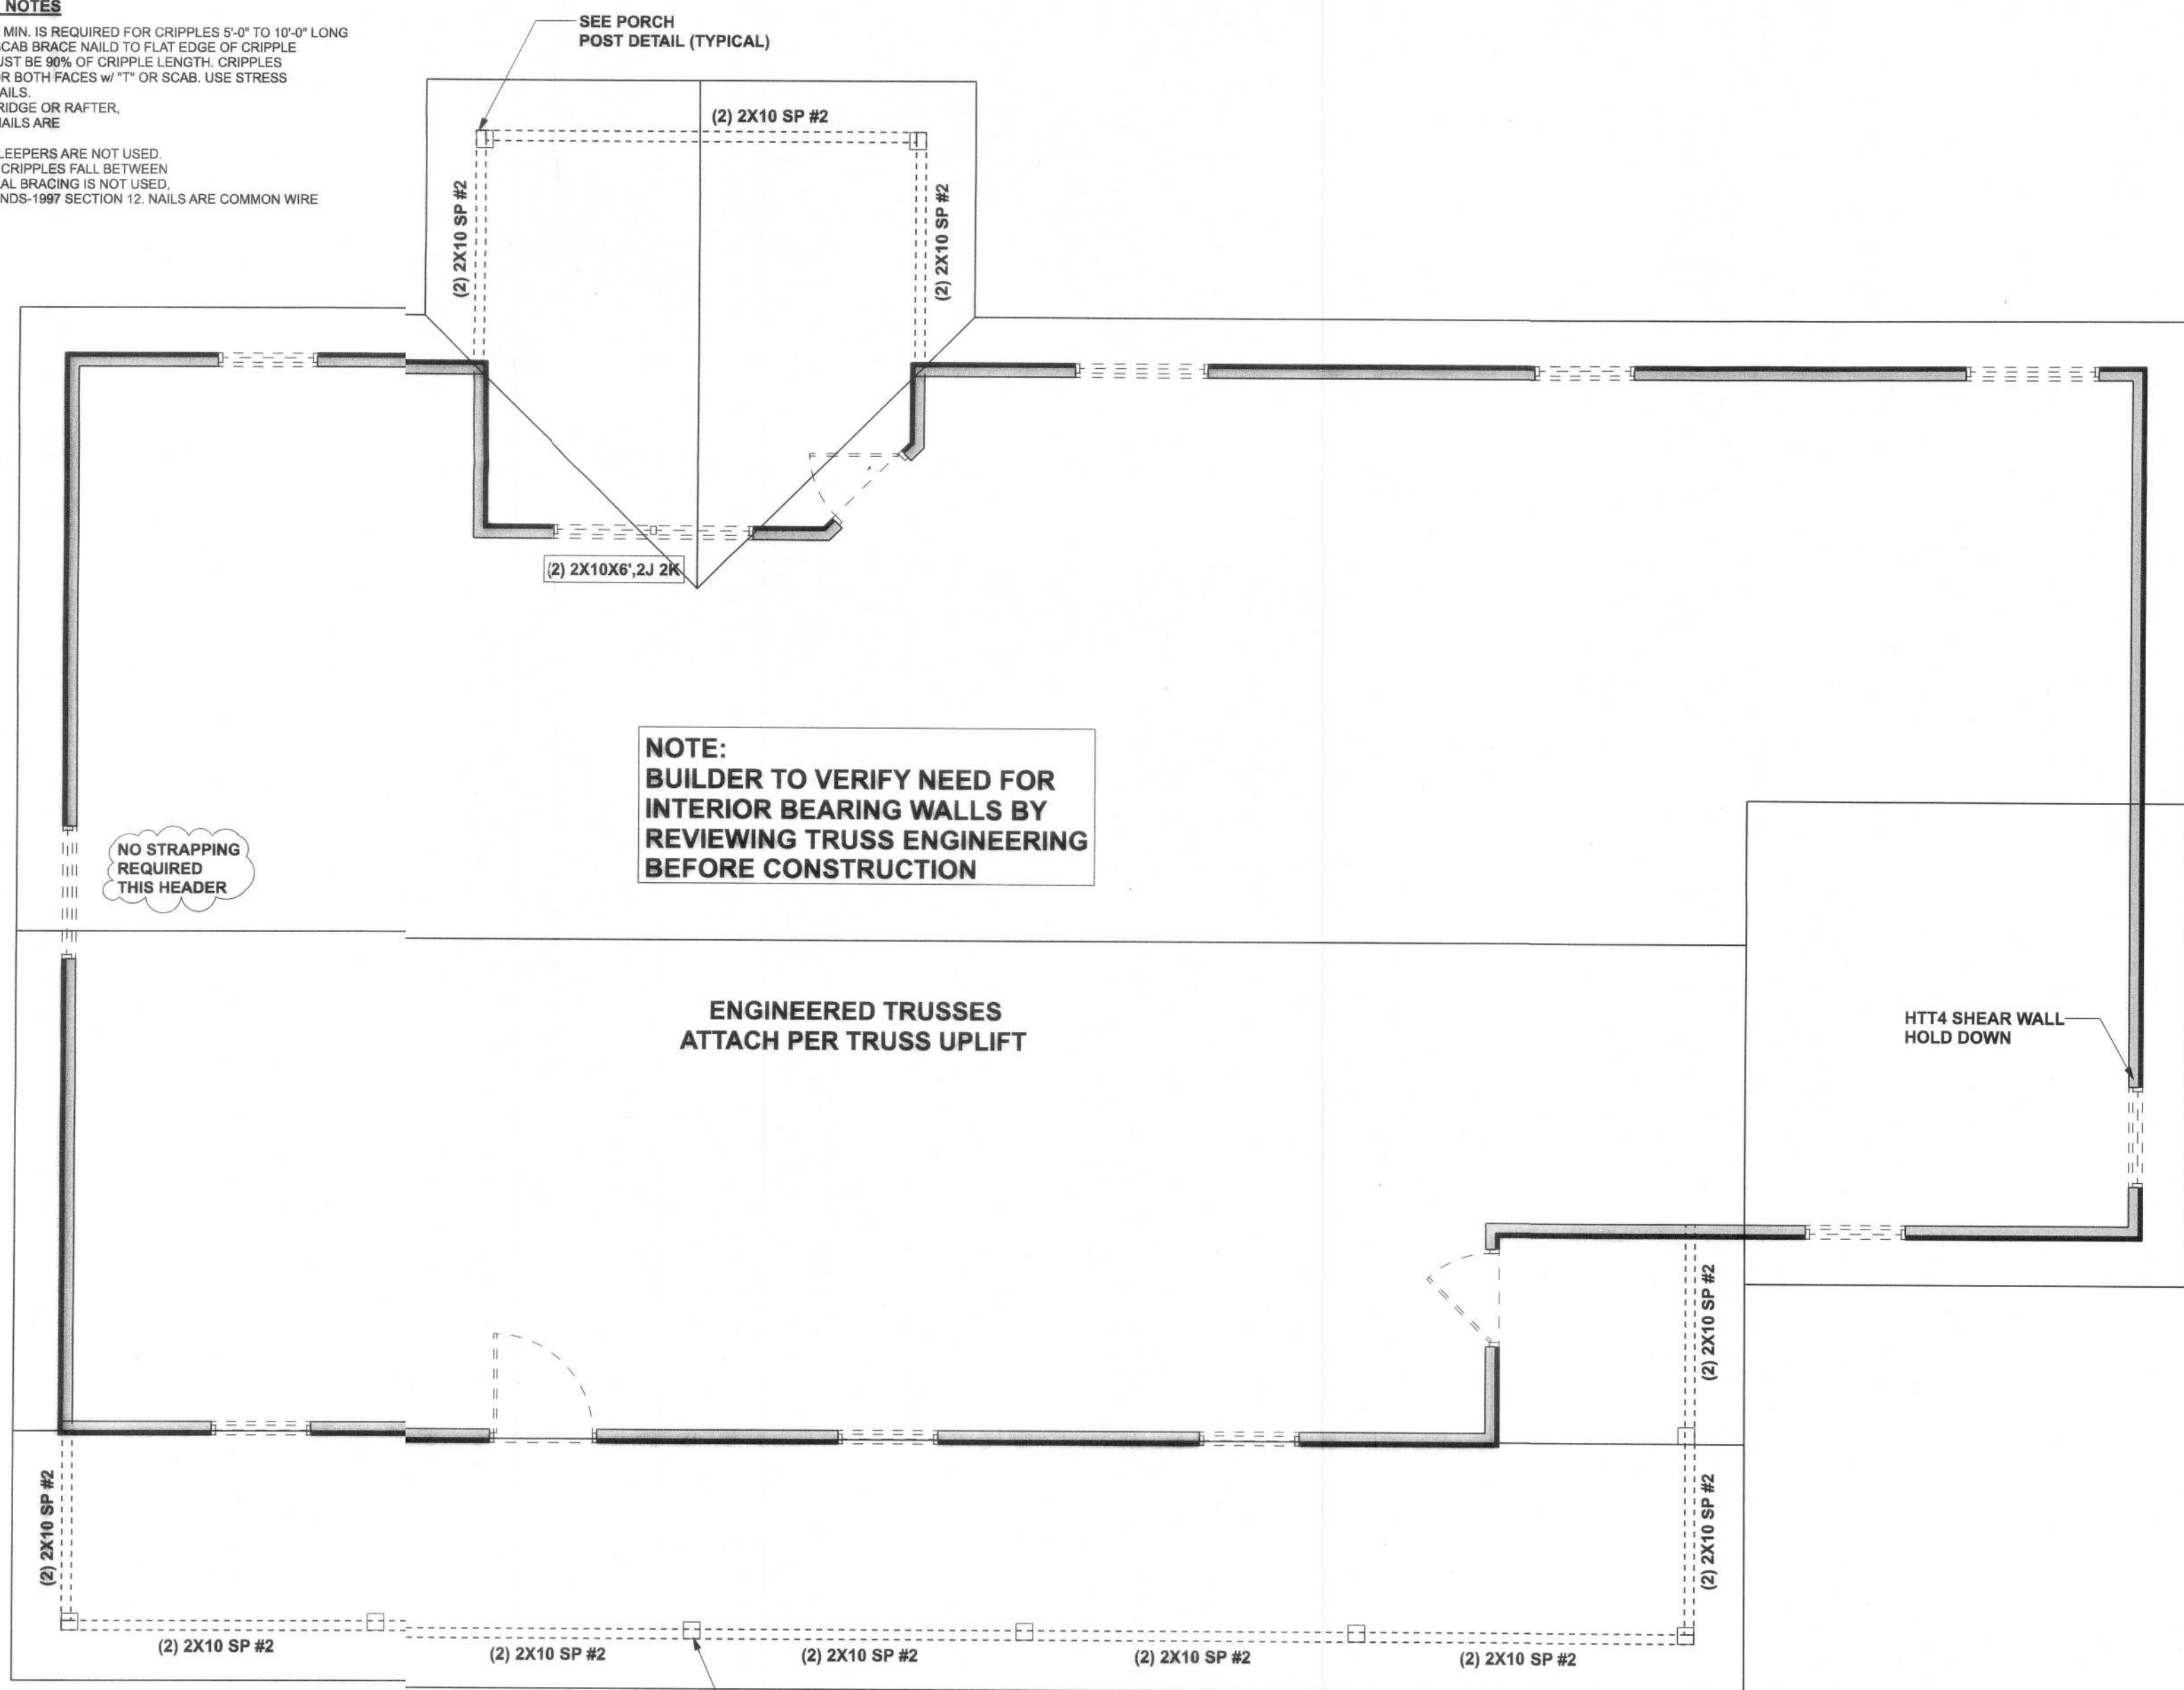 NOTES
MIN. IS REQUIRED FOR CRIPPLES 5'-0" TO 10'-0" LONG
SCAB BRACE NAILD TO FLAT EDGE OF CRIPPLE
UST BE 90% OF CRIPPLE LENGTH. CRIPPLES
R BOTH FACES w/ "T" OR SCAB. USE STRESS
AILS.
RIDGE OR RAFTER,
NAILS ARE
LEEPERS ARE NOT USED.
CRIPPLES FALL BETWEEN
AL BRACING IS NOT USED,
NDS-1997 SECTION 12. NAILS ARE COMMON WIRE
SEE PORCH
POST DETAIL (TYPICAL)
(2) 2X10 SP #2
(2) 2X10 SP #2
(2) 2X10 SP #2
(2) 2X10X6',2J 2K
NOTE:
BUILDER TO VERIFY NEED FOR
INTERIOR BEARING WALLS BY
REVIEWING TRUSS ENGINEERING
BEFORE CONSTRUCTION
NO STRAPPING
REQUIRED
THIS HEADER
ENGINEERED TRUSSES
ATTACH PER TRUSS UPLIFT
HTT4 SHEAR WALL
HOLD DOWN
(2) 2X10 SP #2
(2) 2X10 SP #2
(2) 2X10 SP #2
(2) 2X10 SP #2
(2) 2X10 SP #2
(2) 2X10 SP #2
(2) 2X10 SP #2
(2) 2X10 SP #2